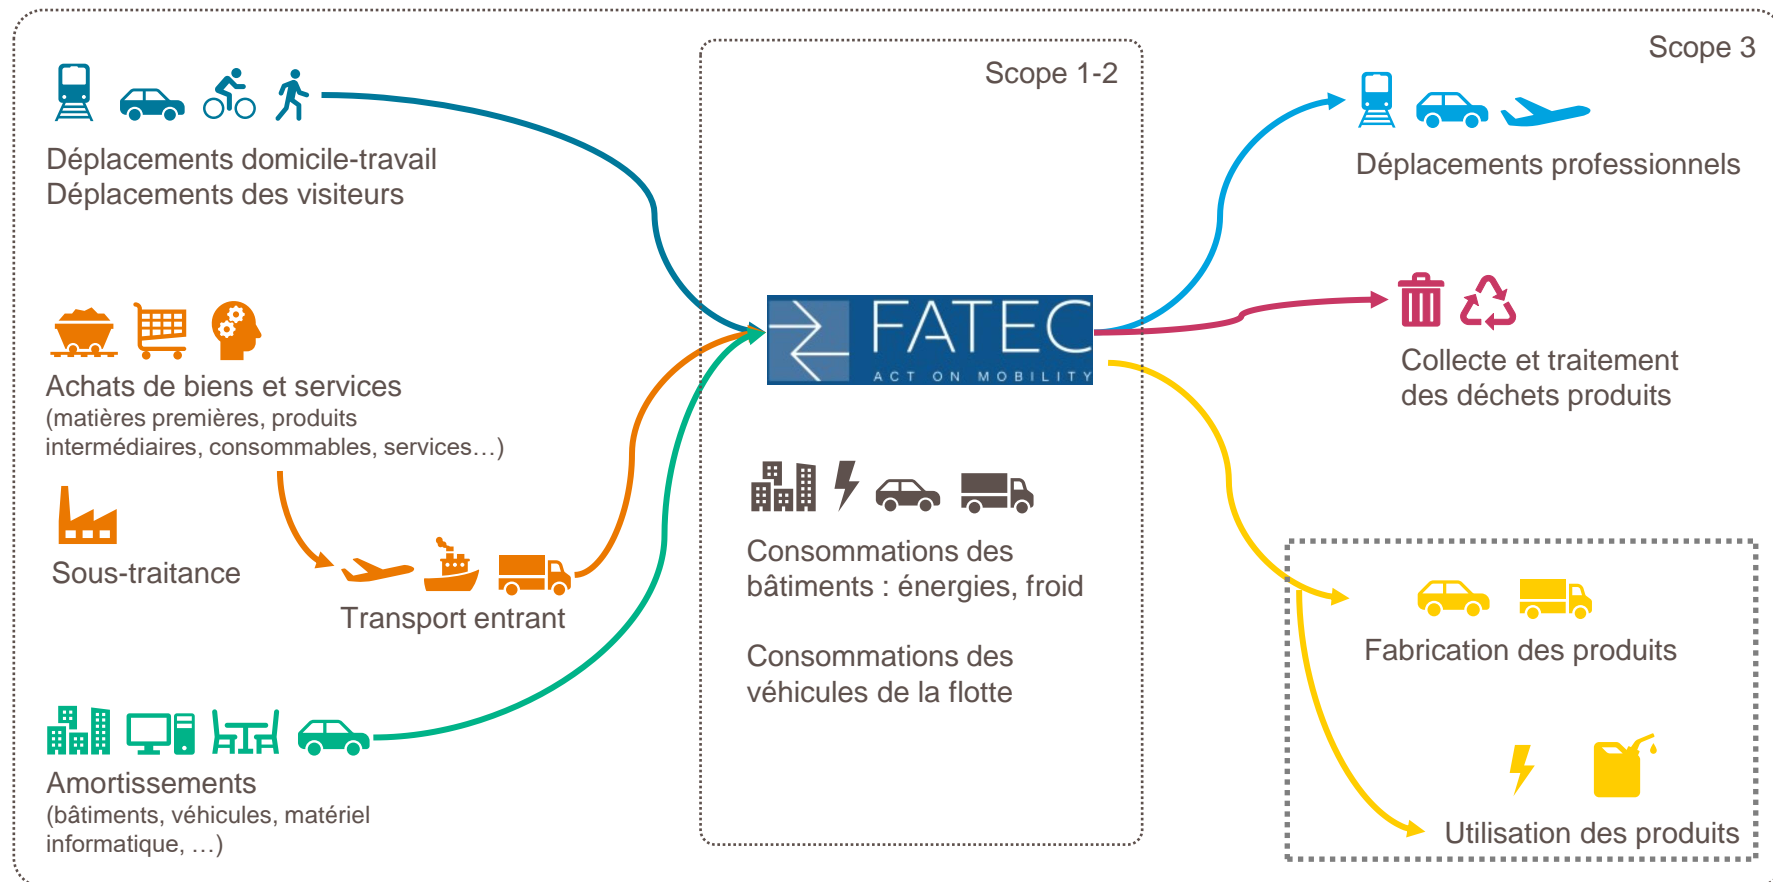 Scope 3
Scope 1-2
Déplacements domicile-travail
Déplacements des visiteurs
Déplacements professionnels
FATEC
ACT ON MOBILITY
Achats de biens et services
(matières premières, produits
intermédiaires, consommables, services…)
Collecte et traitement
des déchets produits
Sous-traitance
Transport entrant
Consommations des
bâtiments : énergies, froid
Consommations des
véhicules de la flotte
Fabrication des produits
Utilisation des produits
Amortissements
(bâtiments, véhicules, matériel
informatique, …)